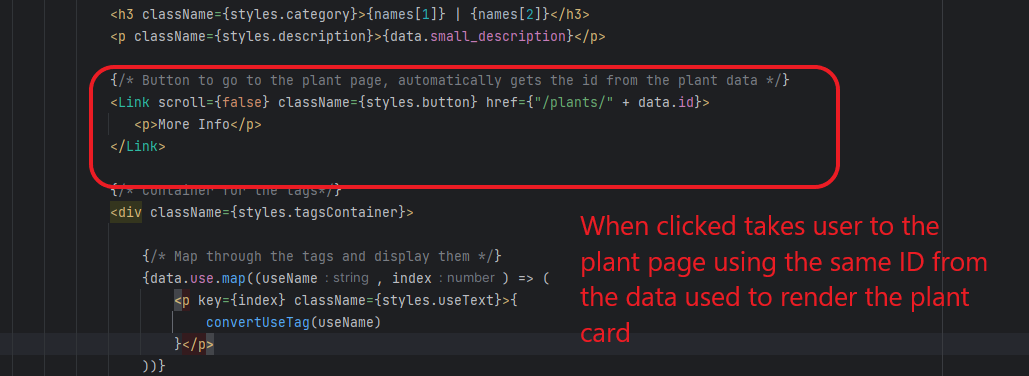 <h3 className={styles.category}>{names[1]} | {names[2]}</h3>
<p className={styles.description}>{data.small_description}</p>
{/* Button to go to the plant page, automatically gets the id from the plant data */}
<Link scroll={false} className={styles.button} href={"/plants/" + data.id}>
<p>More Info</p>
</Link>
{/* Container for the tags*/}
<div className={styles.tagsContainer}>
{/* Map through the tags and display them */}
{data.use.map((useName : string , index : number ) => (
<p key={index} className={styles.useText}>{
convertUseTag(useName)
}</p>
))}
When clicked takes user to the
plant page using the same ID from
the data used to render the plant
card